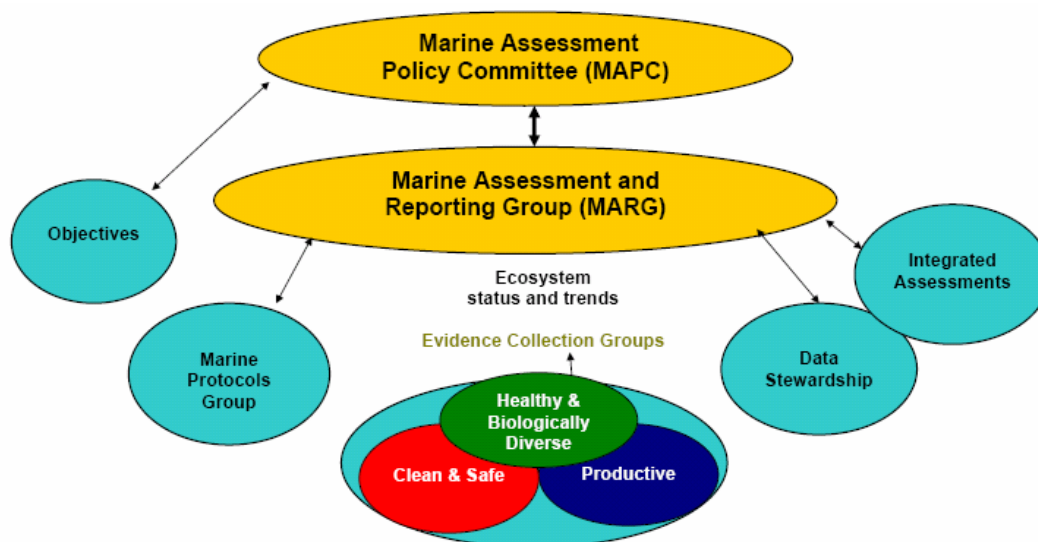 Marine Assessment
Policy Committee (MAPC)
Marine Assessment and
Reporting Group (MARG)
Objectives
Integrated
Assessments
Ecosystem
status and trends
Evidence Collection Groups
Marine
Protocols
Group
Data
Stewardship
Healthy &
Biologically
Diverse
Clean & Safe
Productive